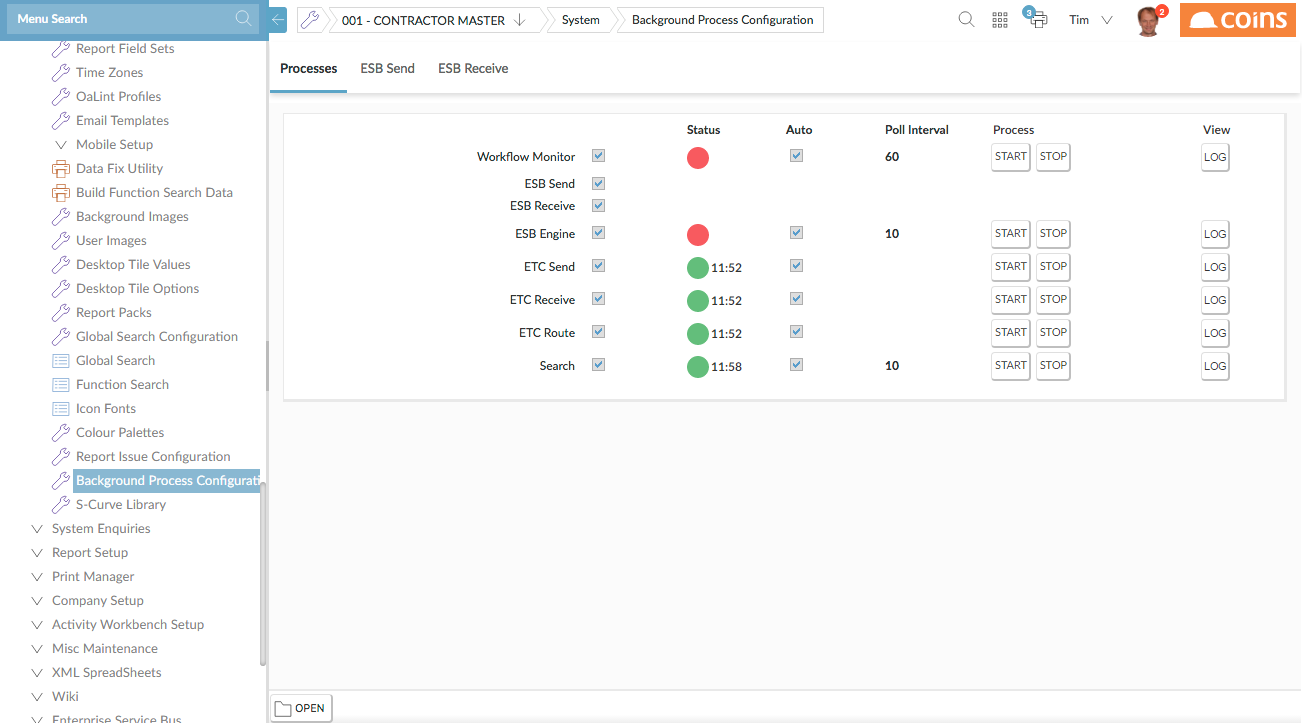 Menu Search
001 - CONTRACTOR MASTER
System
Background Process Configuration
3
Tim
2
coins
Report Field Sets
Time Zones
OaLint Profiles
Email Templates
Mobile Setup
Data Fix Utility
Build Function Search Data
Background Images
User Images
Desktop Tile Values
Desktop Tile Options
Report Packs
Global Search Configuration
Global Search
Function Search
Icon Fonts
Colour Palettes
Report Issue Configuration
Background Process Configurati
S-Curve Library
System Enquiries
Report Setup
Print Manager
Company Setup
Activity Workbench Setup
Misc Maintenance
XML SpreadSheets
Wiki
Enterprise Service Bus
Processes ESB Send ESB Receive
Status Auto Poll Interval Process View
Workflow Monitor 60 START STOP LOG
ESB Send
ESB Receive
ESB Engine 10 START STOP LOG
ETC Send 11:52 START STOP LOG
ETC Receive 11:52 START STOP LOG
ETC Route 11:52 START STOP LOG
Search 11:58 10 START STOP LOG
OPEN